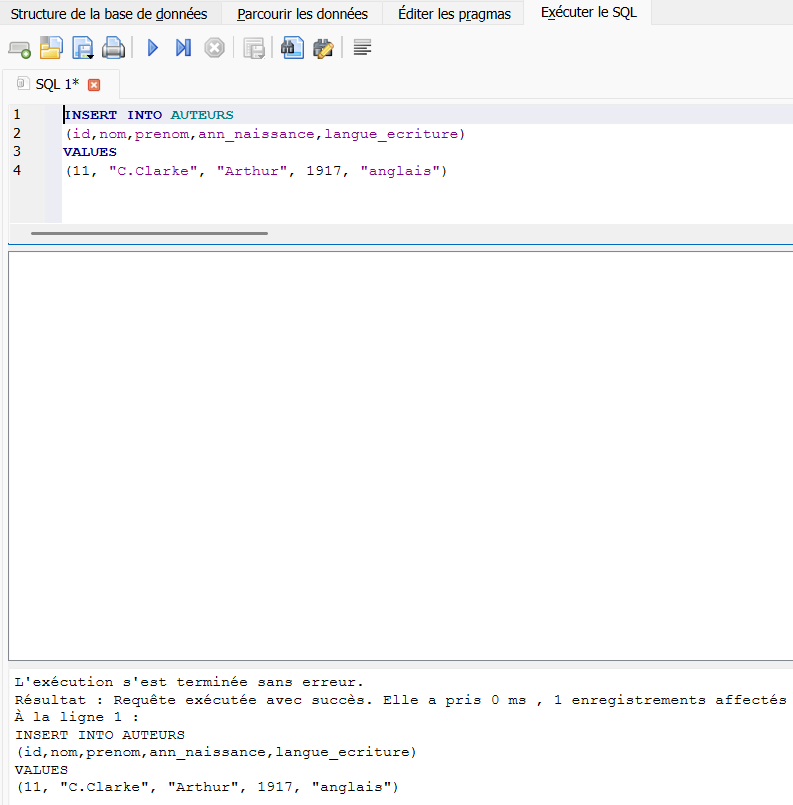 Structure de la base de données Parcourir les données Éditer les pragmas Exécuter le SQL
SQL 1*
1 INSERT INTO AUTEURS
2 (id,nom,prenom,ann_naissance,langue_ecriture)
3 VALUES
4 (11, "C.Clarke", "Arthur", 1917, "anglais")
L'exécution s'est terminée sans erreur.
Résultat : Requête exécutée avec succès. Elle a pris 0 ms , 1 enregistrements affectés
À la ligne 1 :
INSERT INTO AUTEURS
(id,nom,prenom,ann_naissance,langue_ecriture)
VALUES
(11, "C.Clarke", "Arthur", 1917, "anglais")